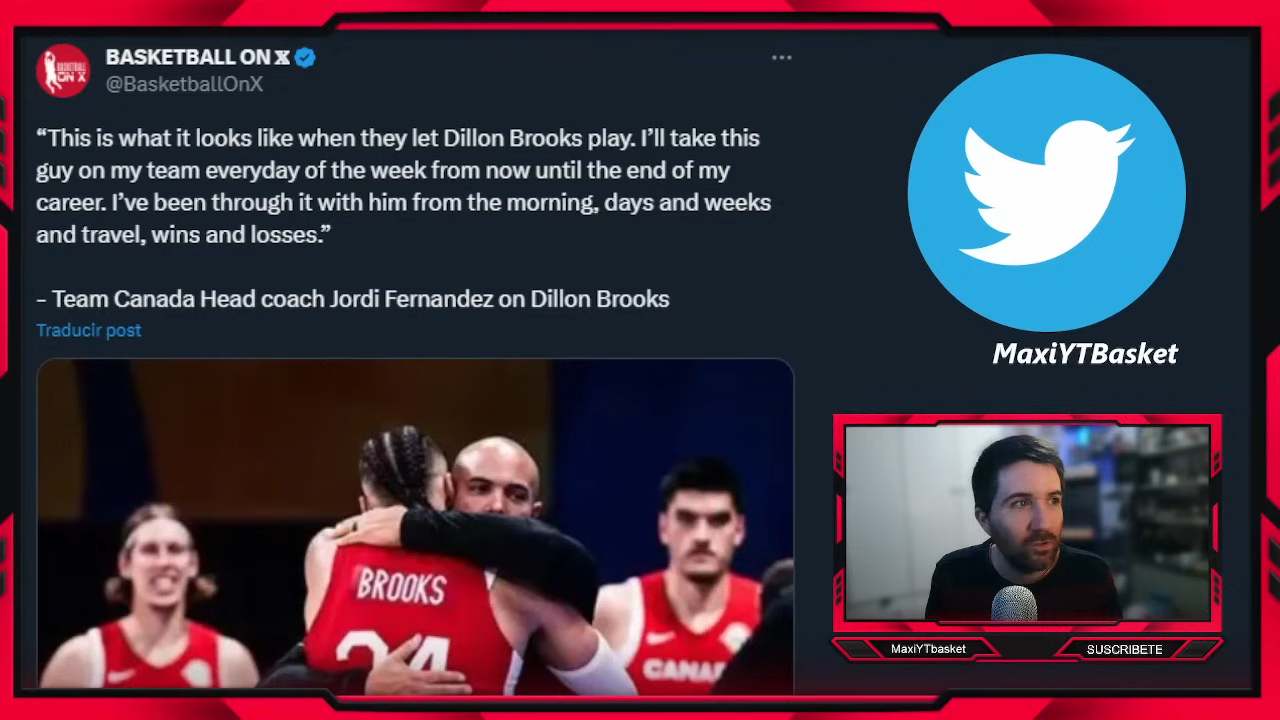 BASKETBALL ON X
@BasketballOnX
“This is what it looks like when they let Dillon Brooks play. I’ll take this
guy on my team everyday of the week from now until the end of my
career. I’ve been through it with him from the morning, days and weeks
and travel, wins and losses.”
– Team Canada Head coach Jordi Fernandez on Dillon Brooks
Traducir post
BROOKS
24
CANA
MaxiYTBasket
MaxiYTbasket
SUSCRIBETE